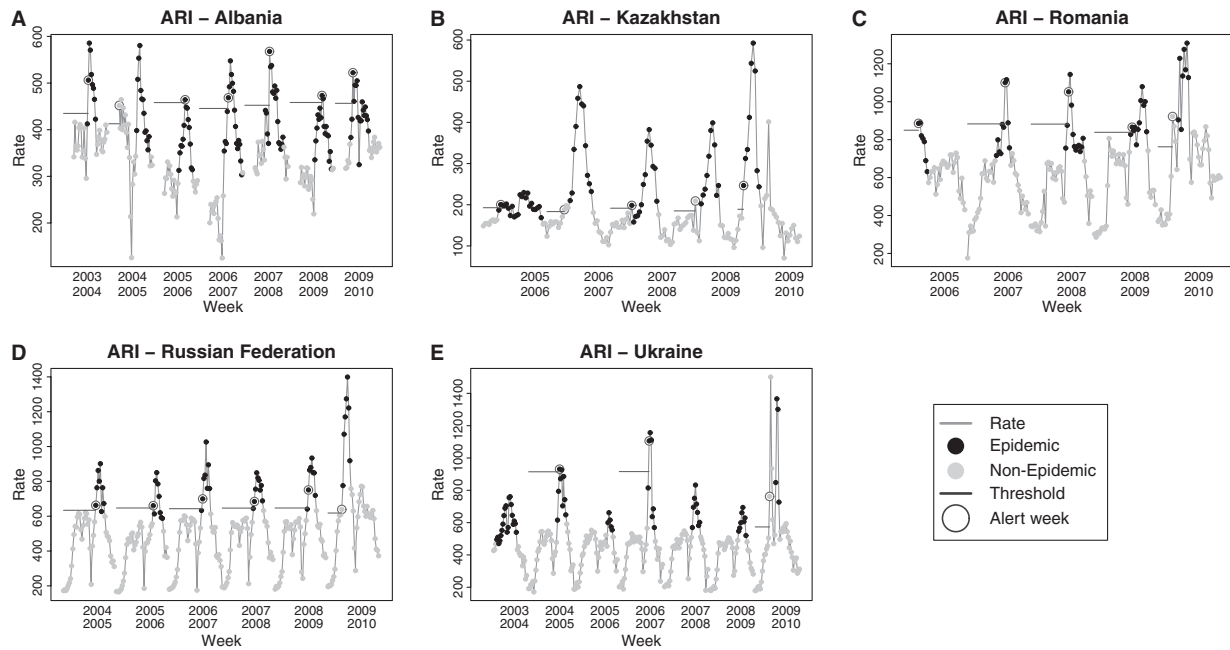 A
ARI – Albania
Rate
600
500
400
300
200
2003 2004 2005 2006 2007 2008 2009
2004 2005 2006 2007 2008 2009 2010
Week
B
ARI – Kazakhstan
Rate
600
500
400
300
200
100
2005 2006 2007 2008 2009
2006 2007 2008 2009 2010
Week
C
ARI – Romania
Rate
1200
1000
800
600
400
200
2005 2006 2007 2008 2009
2006 2007 2008 2009 2010
Week
D
ARI – Russian Federation
Rate
1400
1200
1000
800
600
400
200
2004 2005 2006 2007 2008 2009
2005 2006 2007 2008 2009 2010
Week
E
ARI – Ukraine
Rate
1400
1200
1000
800
600
400
200
2003 2004 2005 2006 2007 2008 2009
2004 2005 2006 2007 2008 2009 2010
Week
Rate
Epidemic
Non-Epidemic
Threshold
Alert week